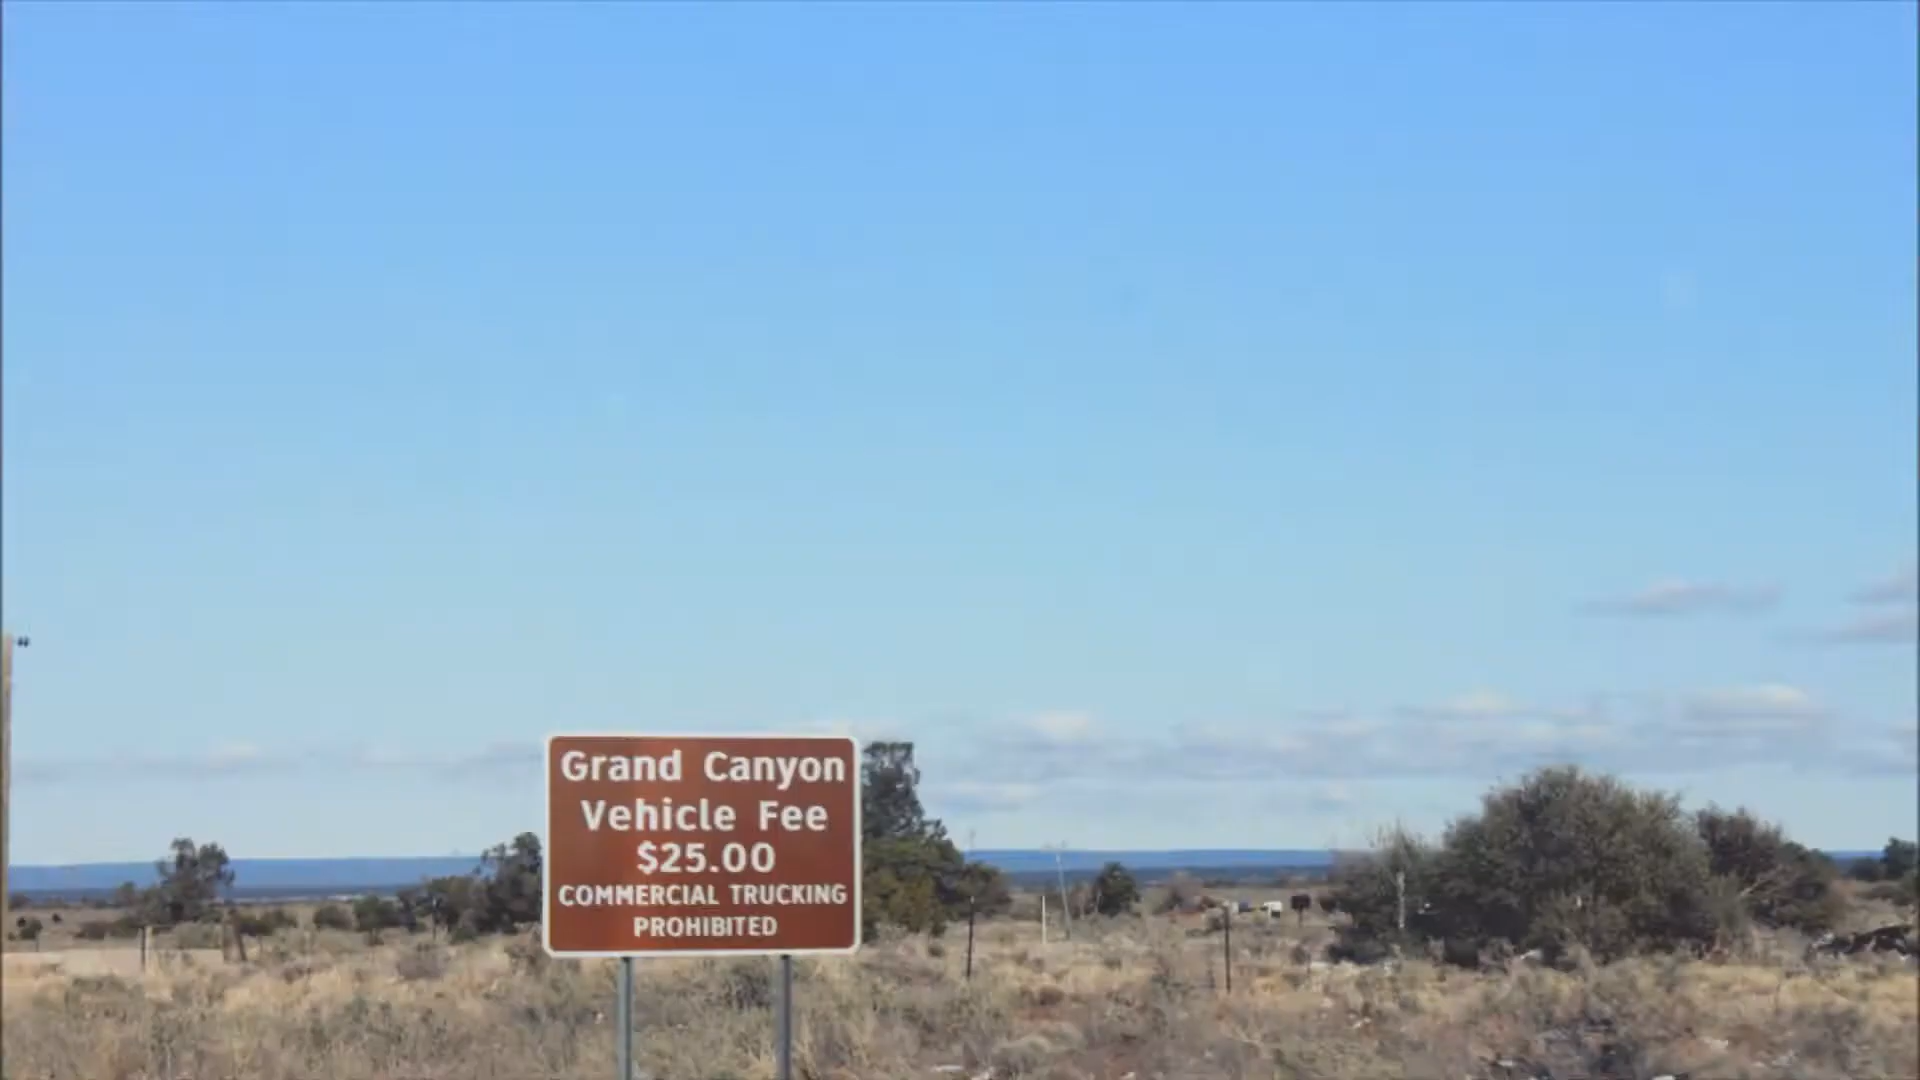 Grand Canyon
Vehicle Fee
$25.00
COMMERCIAL TRUCKING
PROHIBITED